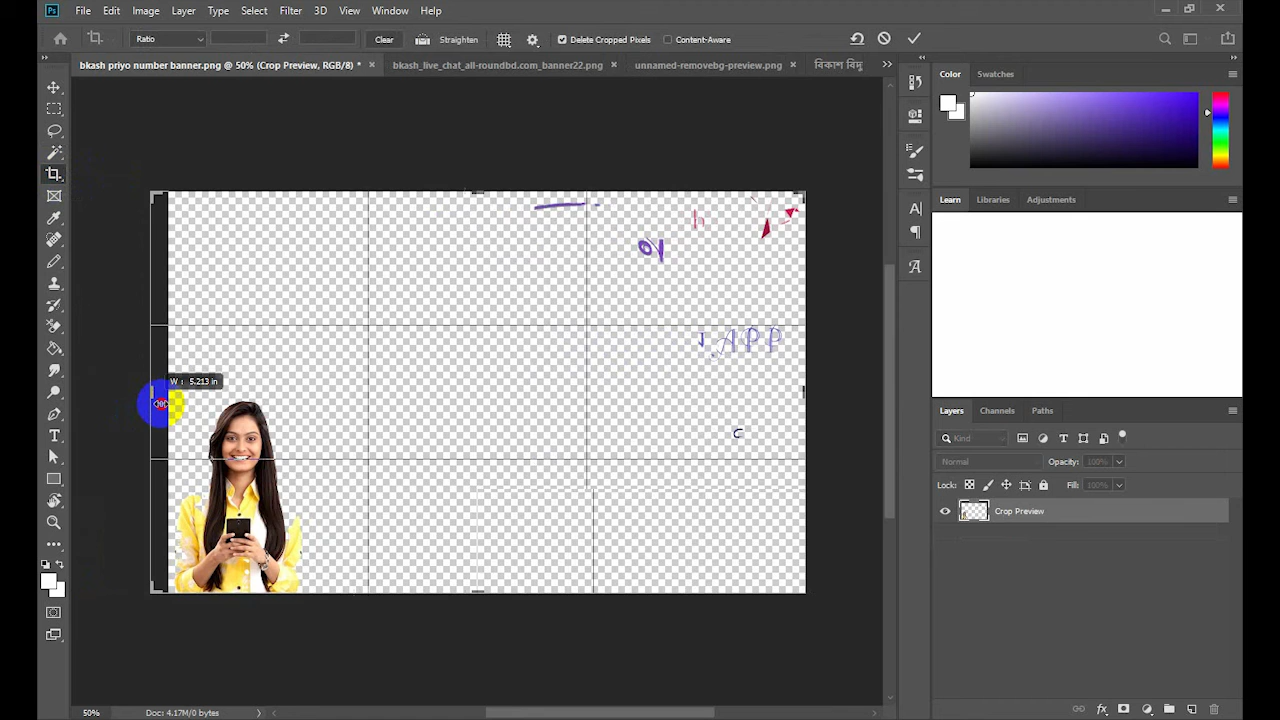 File Edit Image Layer Type Select Filter 3D View Window Help
Ratio Clear Straighten Delete Cropped Pixels Content-Aware
bkash priyo number banner.png @ 50% (Crop Preview, RGB/8) * × bkash_live_chat_all-roundbd.com_banner22.png × unnamed-removebg-preview.png × বিকাশ বিদ্যু
Color Swatches
Learn Libraries Adjustments
h
APP
W : 5.213 in
Layers Channels Paths
Kind
Normal Opacity: 100%
Lock: Fill: 100%
Crop Preview
50% Doc: 4.17M/0 bytes